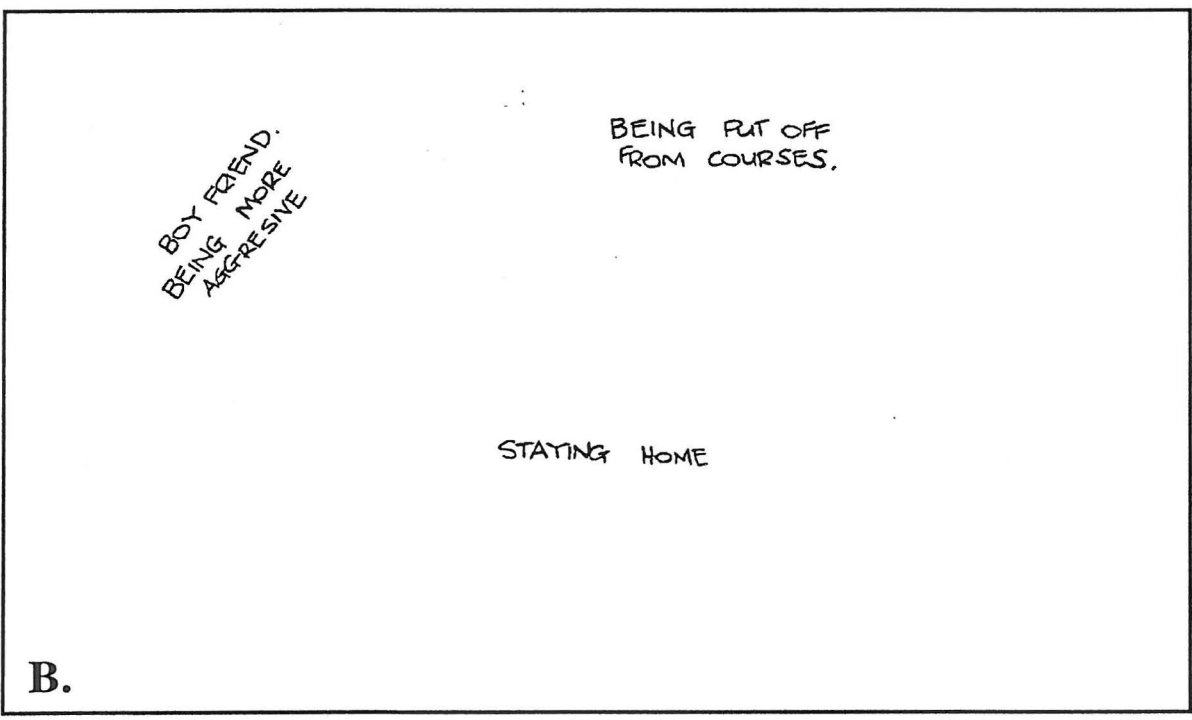 BOY FRIEND.
BEING MORE
AGGRESIVE
BEING PUT OFF
FROM COURSES.
STAYING HOME
B.